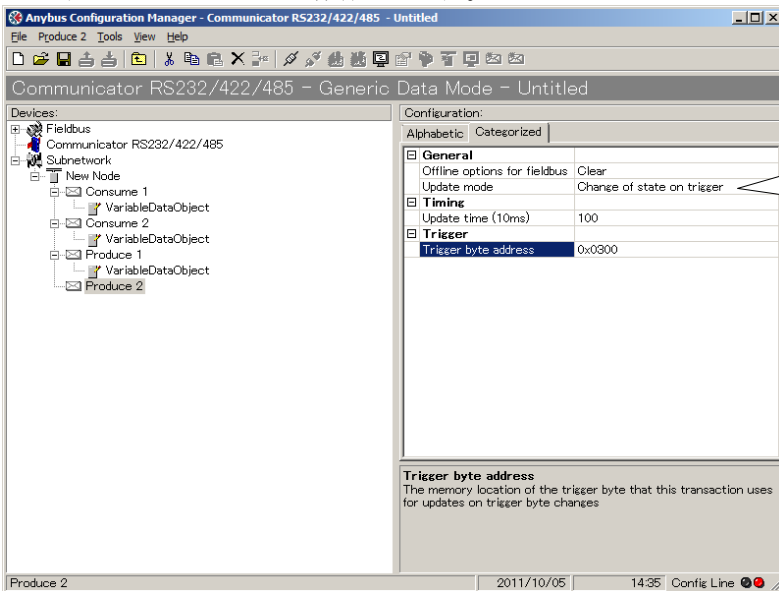 Anybus Configuration Manager - Communicator RS232/422/485 - Untitled
File Produce 2 Tools View Help
Communicator RS232/422/485 - Generic Data Mode - Untitled
Devices:
Fieldbus
Communicator RS232/422/485
Subnetwork
New Node
Consume 1
VariableDataObject
Consume 2
VariableDataObject
Produce 1
VariableDataObject
Produce 2
Configuration:
Alphabetic Categorized
General
Offline options for fieldbus Clear
Update mode Change of state on trigger
Timing
Update time (10ms) 100
Trigger
Trigger byte address 0x0300
Trigger byte address
The memory location of the trigger byte that this transaction uses
for updates on trigger byte changes
Produce 2 2011/10/05 14:35 Config Line